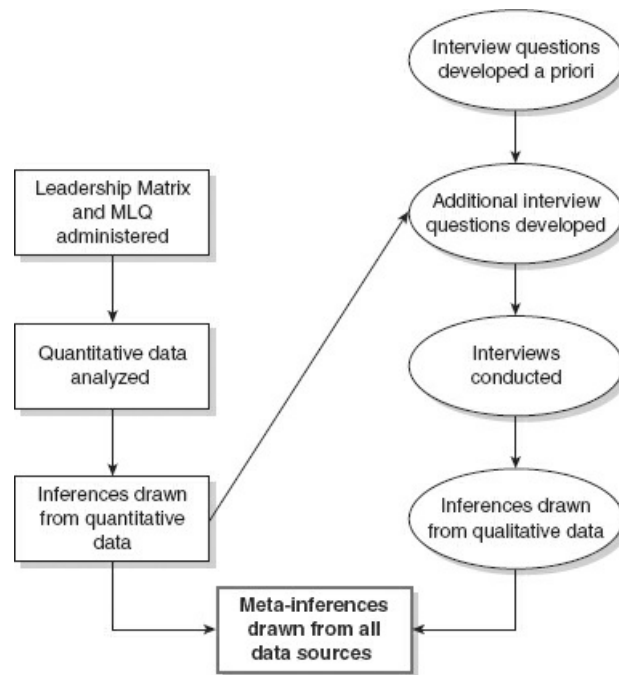 Interview questions
developed a priori
Leadership Matrix
and MLQ
administered
Additional interview
questions developed
Quantitative data
analyzed
Interviews
conducted
Inferences drawn
from quantitative
data
Inferences drawn
from qualitative data
Meta-inferences
drawn from all
data sources